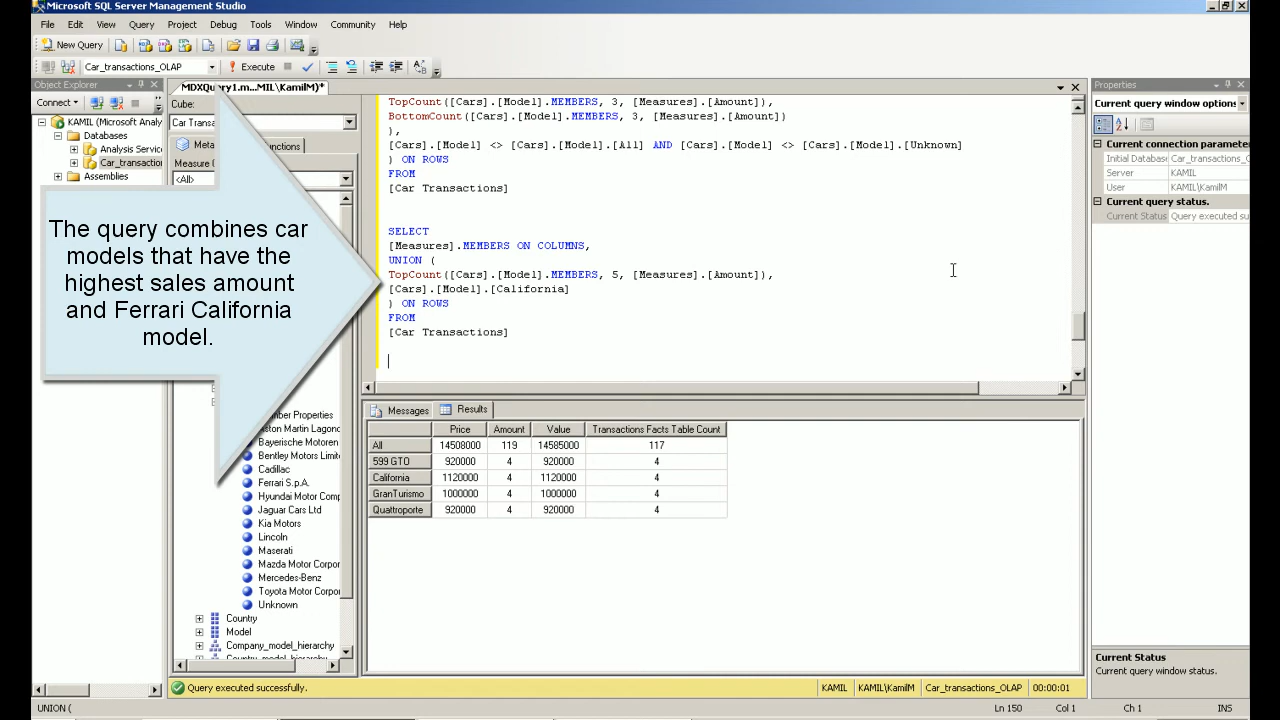 Microsoft SQL Server Management Studio
File Edit View Query Project Debug Tools Window Community Help
New Query
Car_transactions_OLAP Execute
Object Explorer
Connect
KAMIL (Microsoft Analy
Databases
Analysis Service
Car_transactio
Assemblies
MDXQuery1.m...MIL\KamilM)*
Cube:
Car Transa
Meta
unctions
Measure
<All>
The query combines car
models that have the
highest sales amount
and Ferrari California
model.
mber Properties
ton Martin Lagond
Bayerische Motoren
Bentley Motors Limite
Cadillac
Ferrari S.p.A.
Hyundai Motor Comp
Jaguar Cars Ltd
Kia Motors
Lincoln
Maserati
Mazda Motor Corpor
Mercedes-Benz
Toyota Motor Corpor
Unknown
Country
Model
Company_model_hierarchy
Country_model_hierarchy
TopCount([Cars].[Model].MEMBERS, 3, [Measures].[Amount]),
BottomCount([Cars].[Model].MEMBERS, 3, [Measures].[Amount])
),
[Cars].[Model] <> [Cars].[Model].[All] AND [Cars].[Model] <> [Cars].[Model].[Unknown]
) ON ROWS
FROM
[Car Transactions]
SELECT
[Measures].MEMBERS ON COLUMNS,
UNION (
TopCount([Cars].[Model].MEMBERS, 5, [Measures].[Amount]),
[Cars].[Model].[California]
) ON ROWS
FROM
[Car Transactions]
Messages Results
Price Amount Value Transactions Facts Table Count
All 14508000 119 14585000 117
599 GTO 920000 4 920000 4
California 1120000 4 1120000 4
GranTurismo 1000000 4 1000000 4
Quattroporte 920000 4 920000 4
Properties
Current query window options
Current connection parameter
Initial Database Car_transactions_O
Server KAMIL
User KAMIL\KamilM
Current query status.
Current Status Query executed su
Current Status
Current query window status.
Query executed successfully. KAMIL KAMIL\KamilM Car_transactions_OLAP 00:00:01
UNION ( Ln 150 Col 1 Ch 1 INS